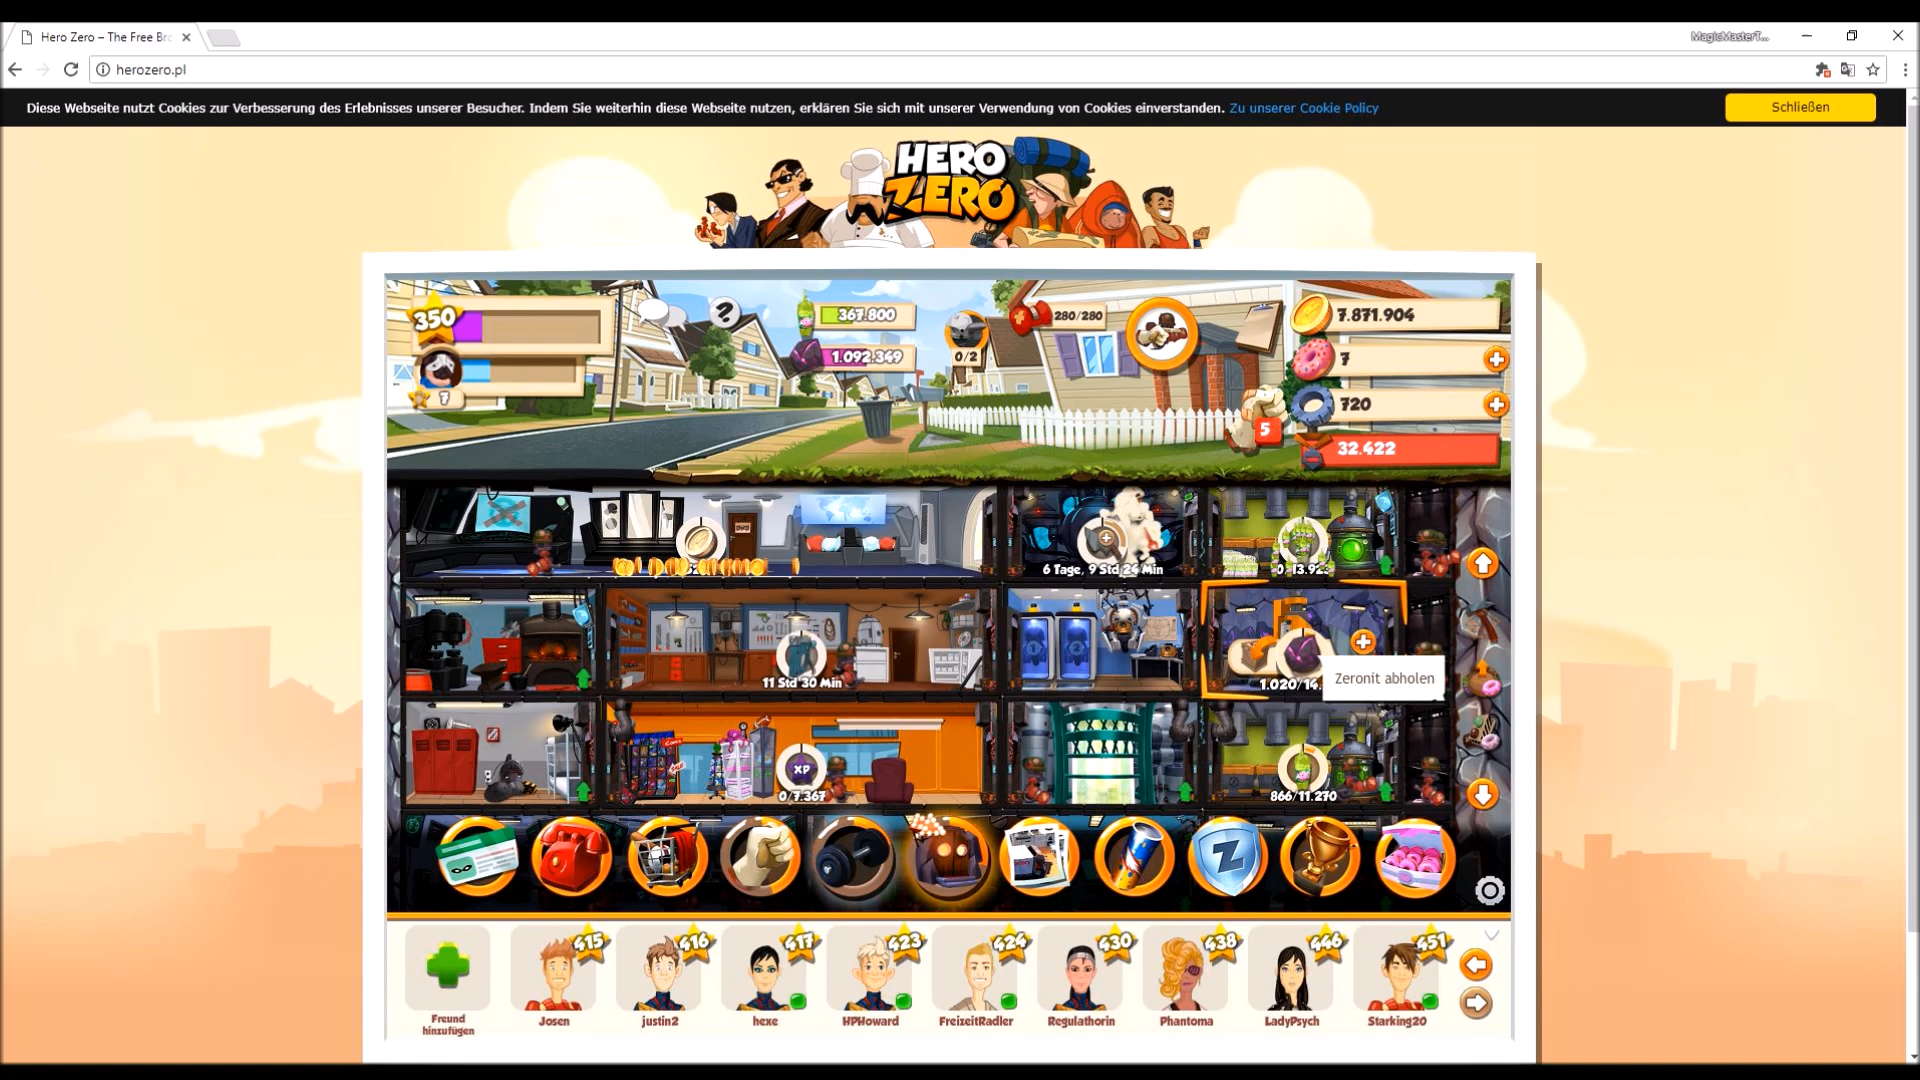 Hero Zero – The Free Bro
MagicMasterT...
herozero.pl
Diese Webseite nutzt Cookies zur Verbesserung des Erlebnisses unserer Besucher. Indem Sie weiterhin diese Webseite nutzen, erklären Sie sich mit unserer Verwendung von Cookies einverstanden. Zu unserer Cookie Policy
Schließen
HERO
ZERO
350
367.800
280/280
7.871.904
1.092.349
0/2
7
7
720
5
32.422
6 Tage, 9 Std 24 Min
11 Std 30 Min
Zeronit abholen
XP
0/7.367
866/11.270
Z
415
416
417
423
424
430
438
446
451
Freund
hinzufügen
Josen
justin2
hexe
HPHoward
FreizeitRadler
Regulathorin
Phantoma
LadyPsych
Starking20